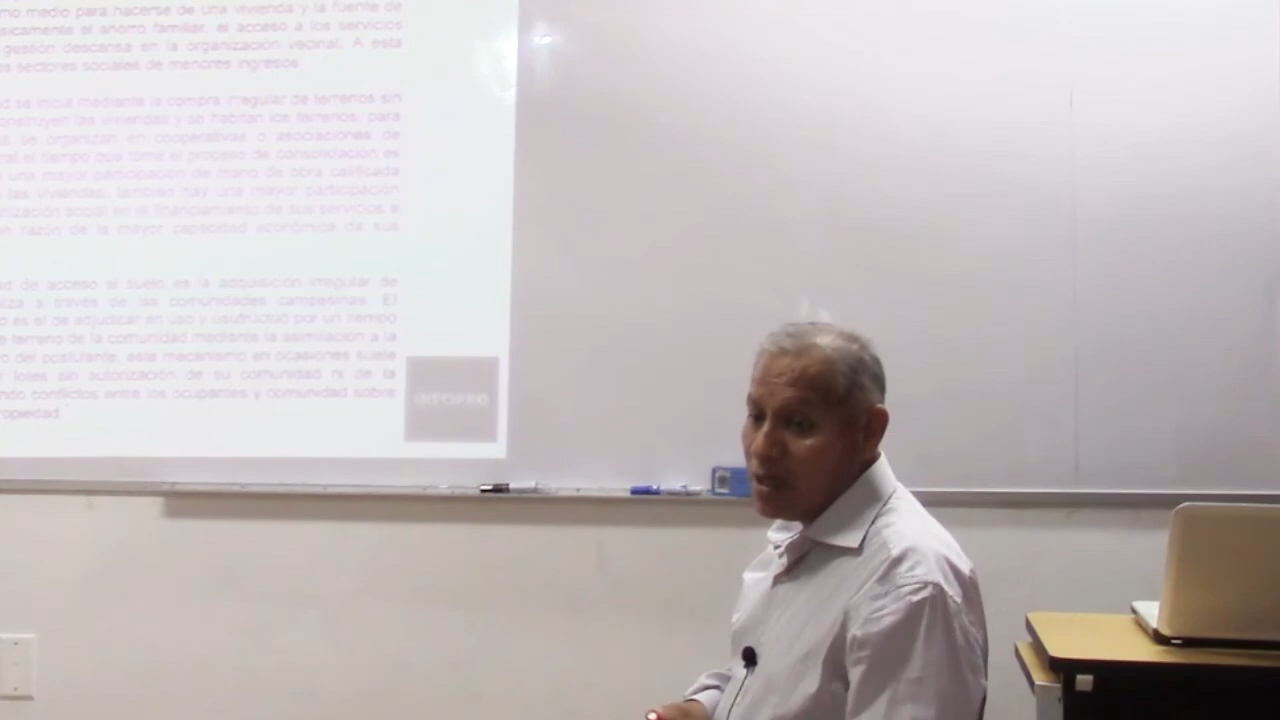 mo medio para hacerse de una vivienda y la fuente de
sicamente el ahorro familiar, el acceso a los servicios
gestión descansa en la organización vecinal. A esta
s sectores sociales de menores ingresos
d se inicia mediante la compra irregular de terrenos sin
onstruyen las viviendas y se habitan los terrenos, para
s se organizan en cooperativas o asociaciones de
ral el tiempo que toma el proceso de consolidación es
una mayor participación de mano de obra calificada
las viviendas, también hay una mayor participación
nización social en el financiamiento de sus servicios e
n razón de la mayor capacidad económica de sus
ad de acceso al suelo es la adquisición irregular de
aliza a través de las comunidades campesinas. El
o es el de adjudicar en uso y usufructuó por un tiempo
e terreno de la comunidad mediante la asimilación a la
o del postulante, este mecanismo en ocasiones suele
r lotes sin autorización de su comunidad ni de la
ndo conflictos entre los ocupantes y comunidad sobre
ropiedad